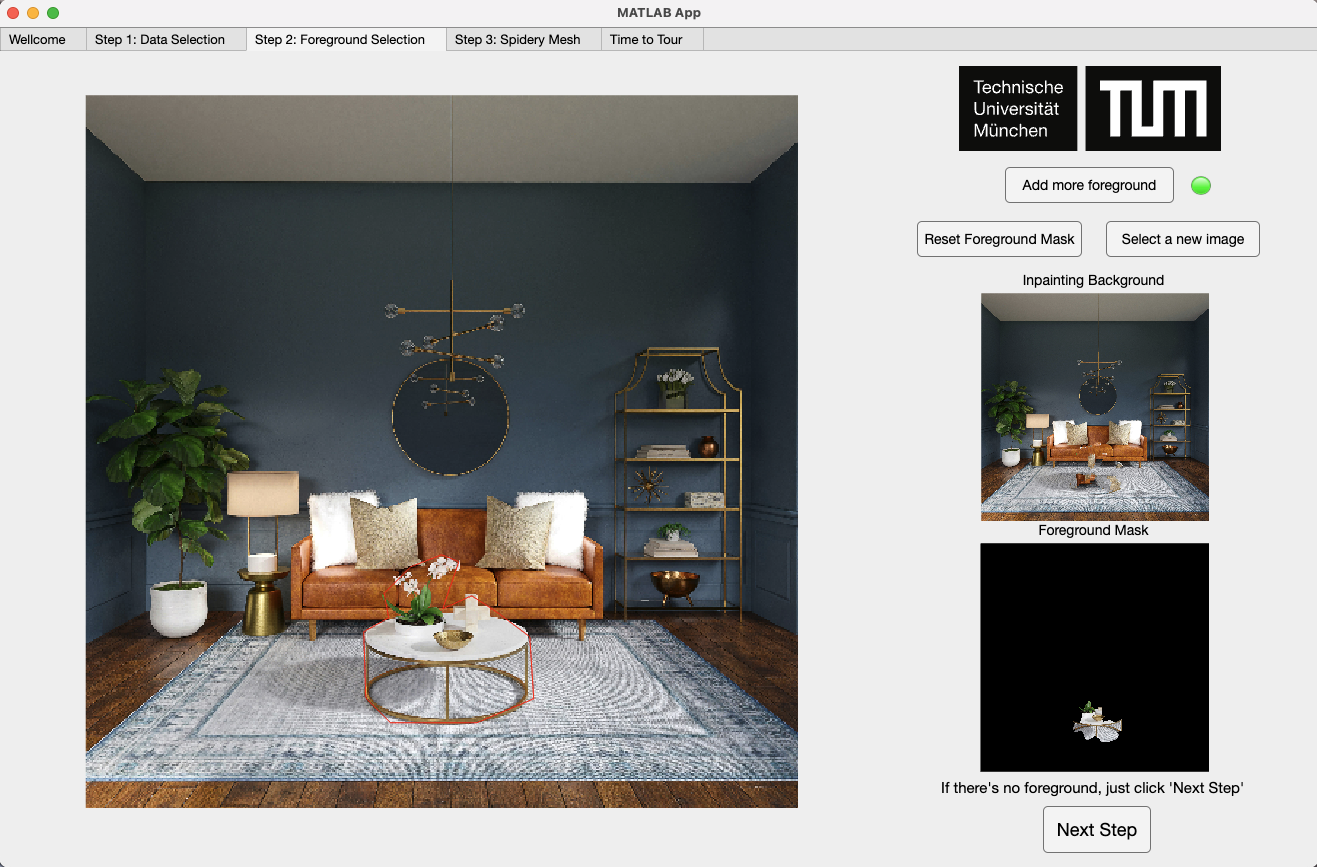 MATLAB App
Wellcome
Step 1: Data Selection
Step 2: Foreground Selection
Step 3: Spidery Mesh
Time to Tour
Technische
Universität
München
TUM
Add more foreground
Reset Foreground Mask
Select a new image
Inpainting Background
Foreground Mask
If there's no foreground, just click 'Next Step'
Next Step